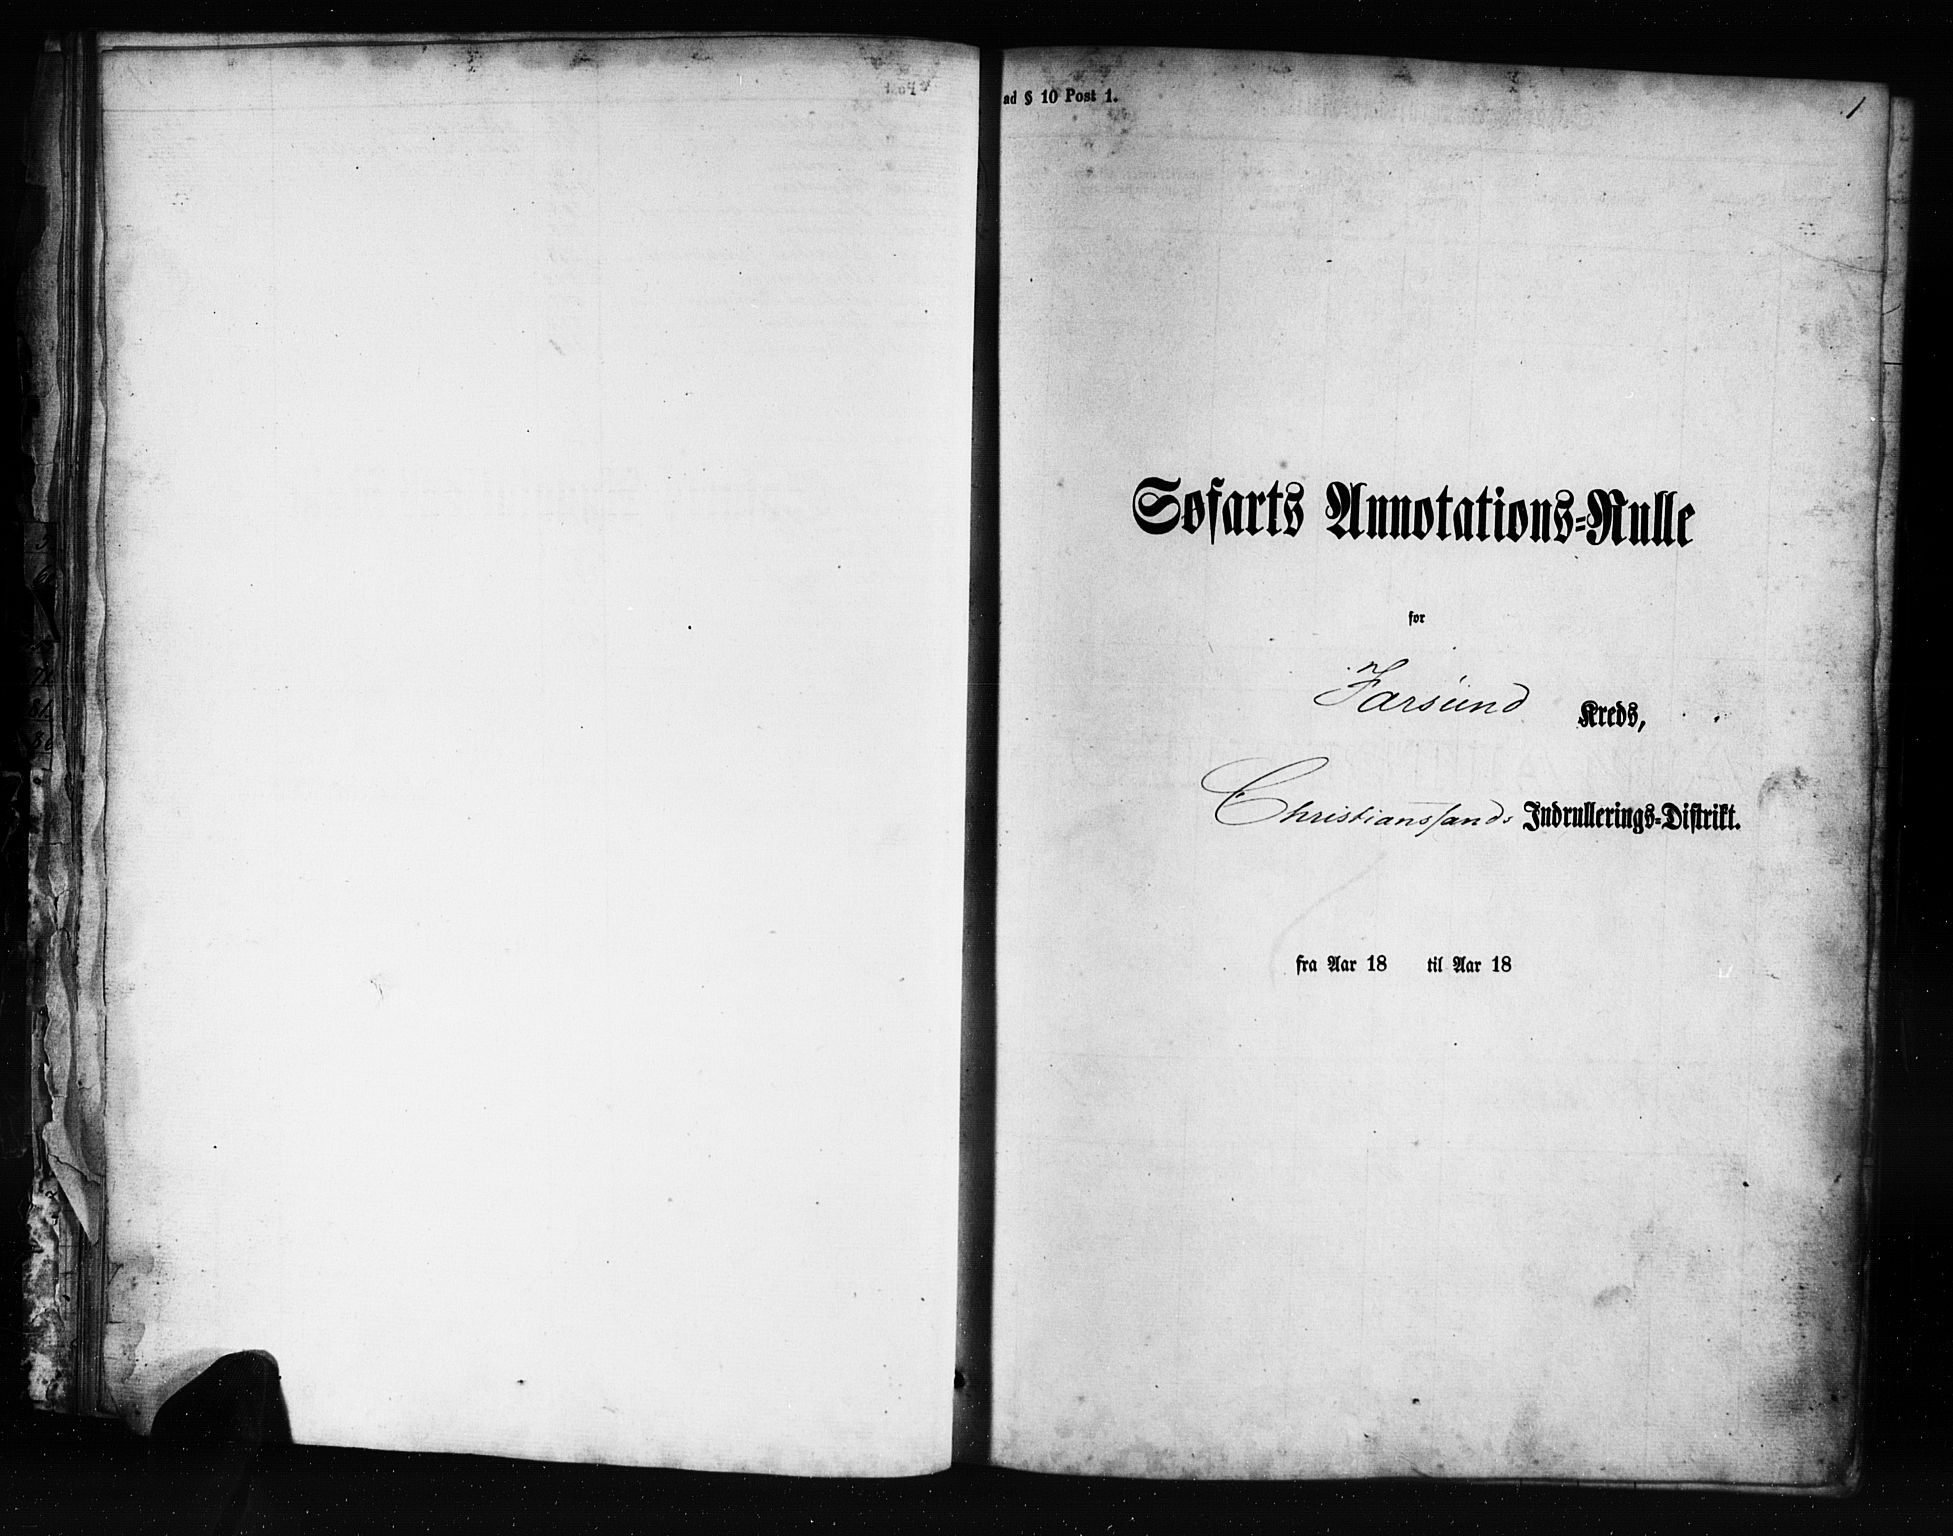 ad § 10 Post 1.
1
Søfarts Annotations-Rulle
for
Farsund Kreds,
Christianssands Indrullerings-Distrikt.
fra Aar 18 til Aar 18